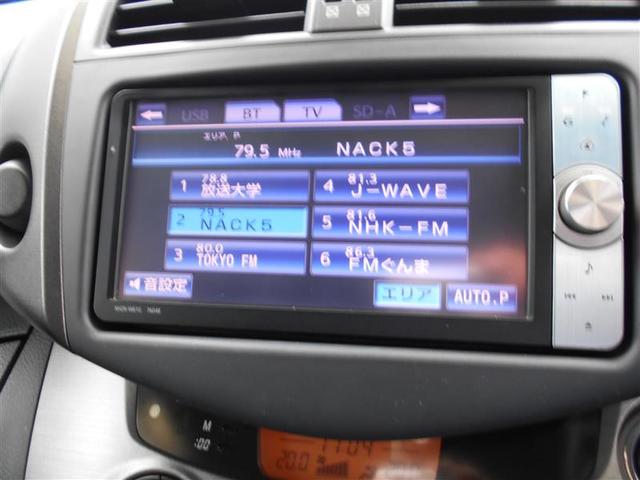 USB BT TV SD-A
エリア P
79.5 MHz NACK5
1 78.8 放送大学
2 79.5 NACK5
3 80.0 TOKYO FM
4 81.3 J-WAVE
5 81.6 NHK-FM
6 86.3 FMぐんま
音設定
エリア AUTO.P
M
:00
20.0